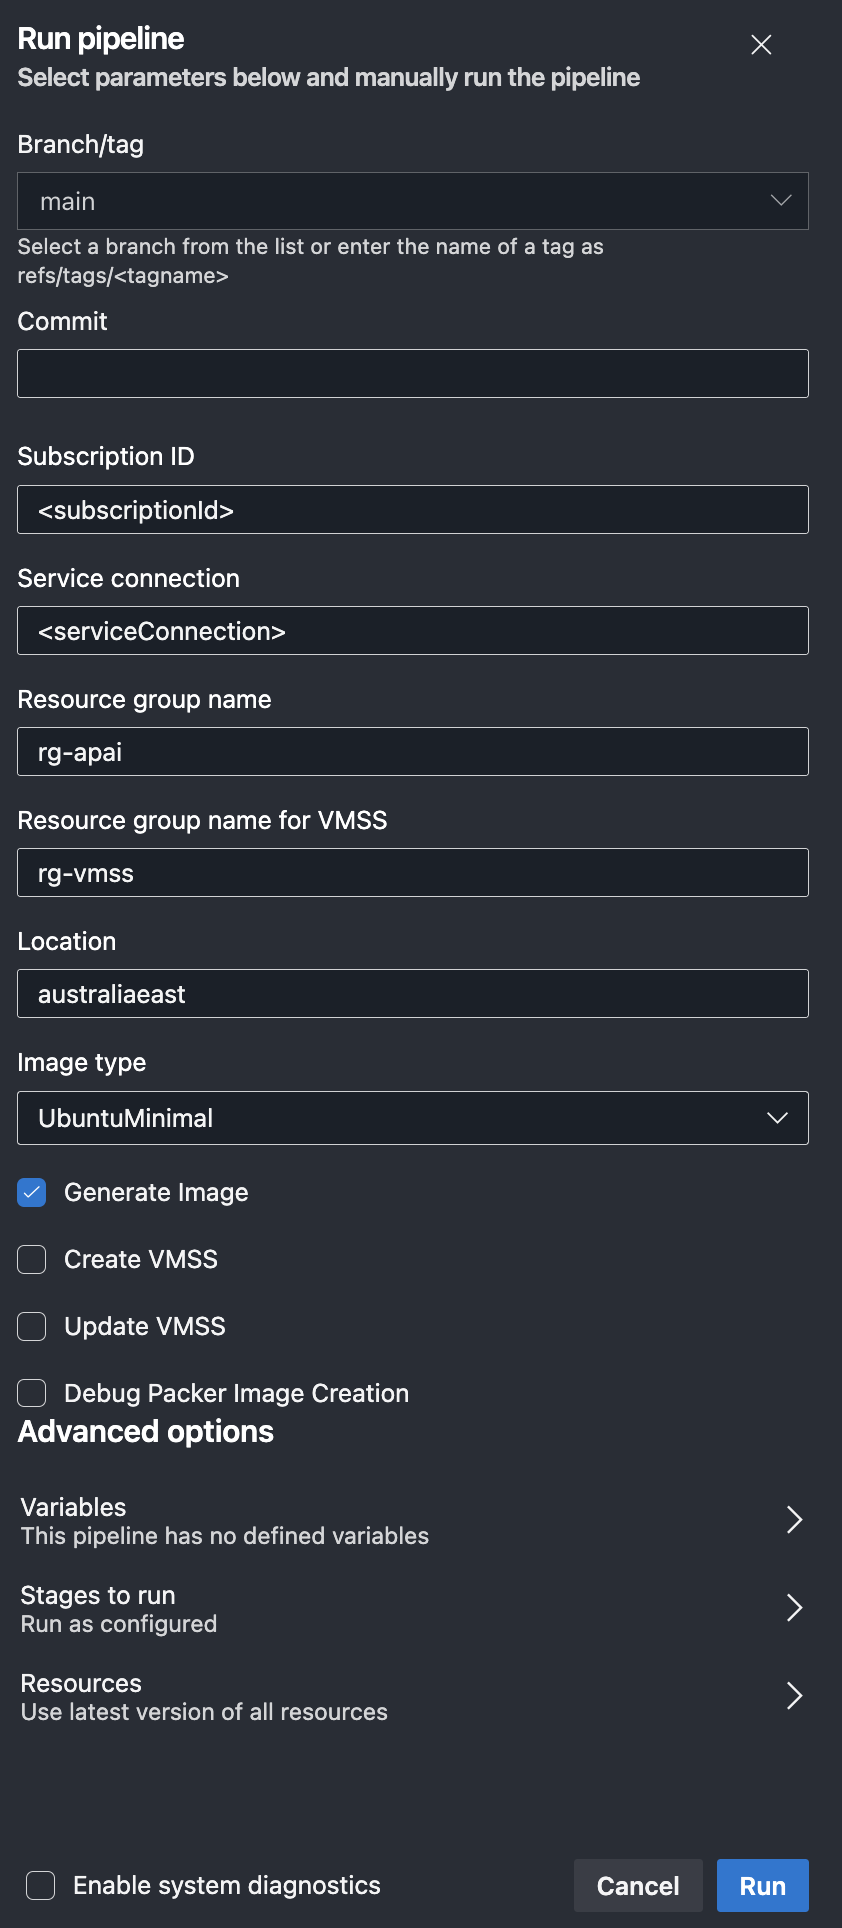 Run pipeline
Select parameters below and manually run the pipeline
Branch/tag
main
Select a branch from the list or enter the name of a tag as
refs/tags/<tagname>
Commit
Subscription ID
<subscriptionId>
Service connection
<serviceConnection>
Resource group name
rg-apai
Resource group name for VMSS
rg-vmss
Location
australiaeast
Image type
UbuntuMinimal
Generate Image
Create VMSS
Update VMSS
Debug Packer Image Creation
Advanced options
Variables
This pipeline has no defined variables
Stages to run
Run as configured
Resources
Use latest version of all resources
Enable system diagnostics
Cancel
Run